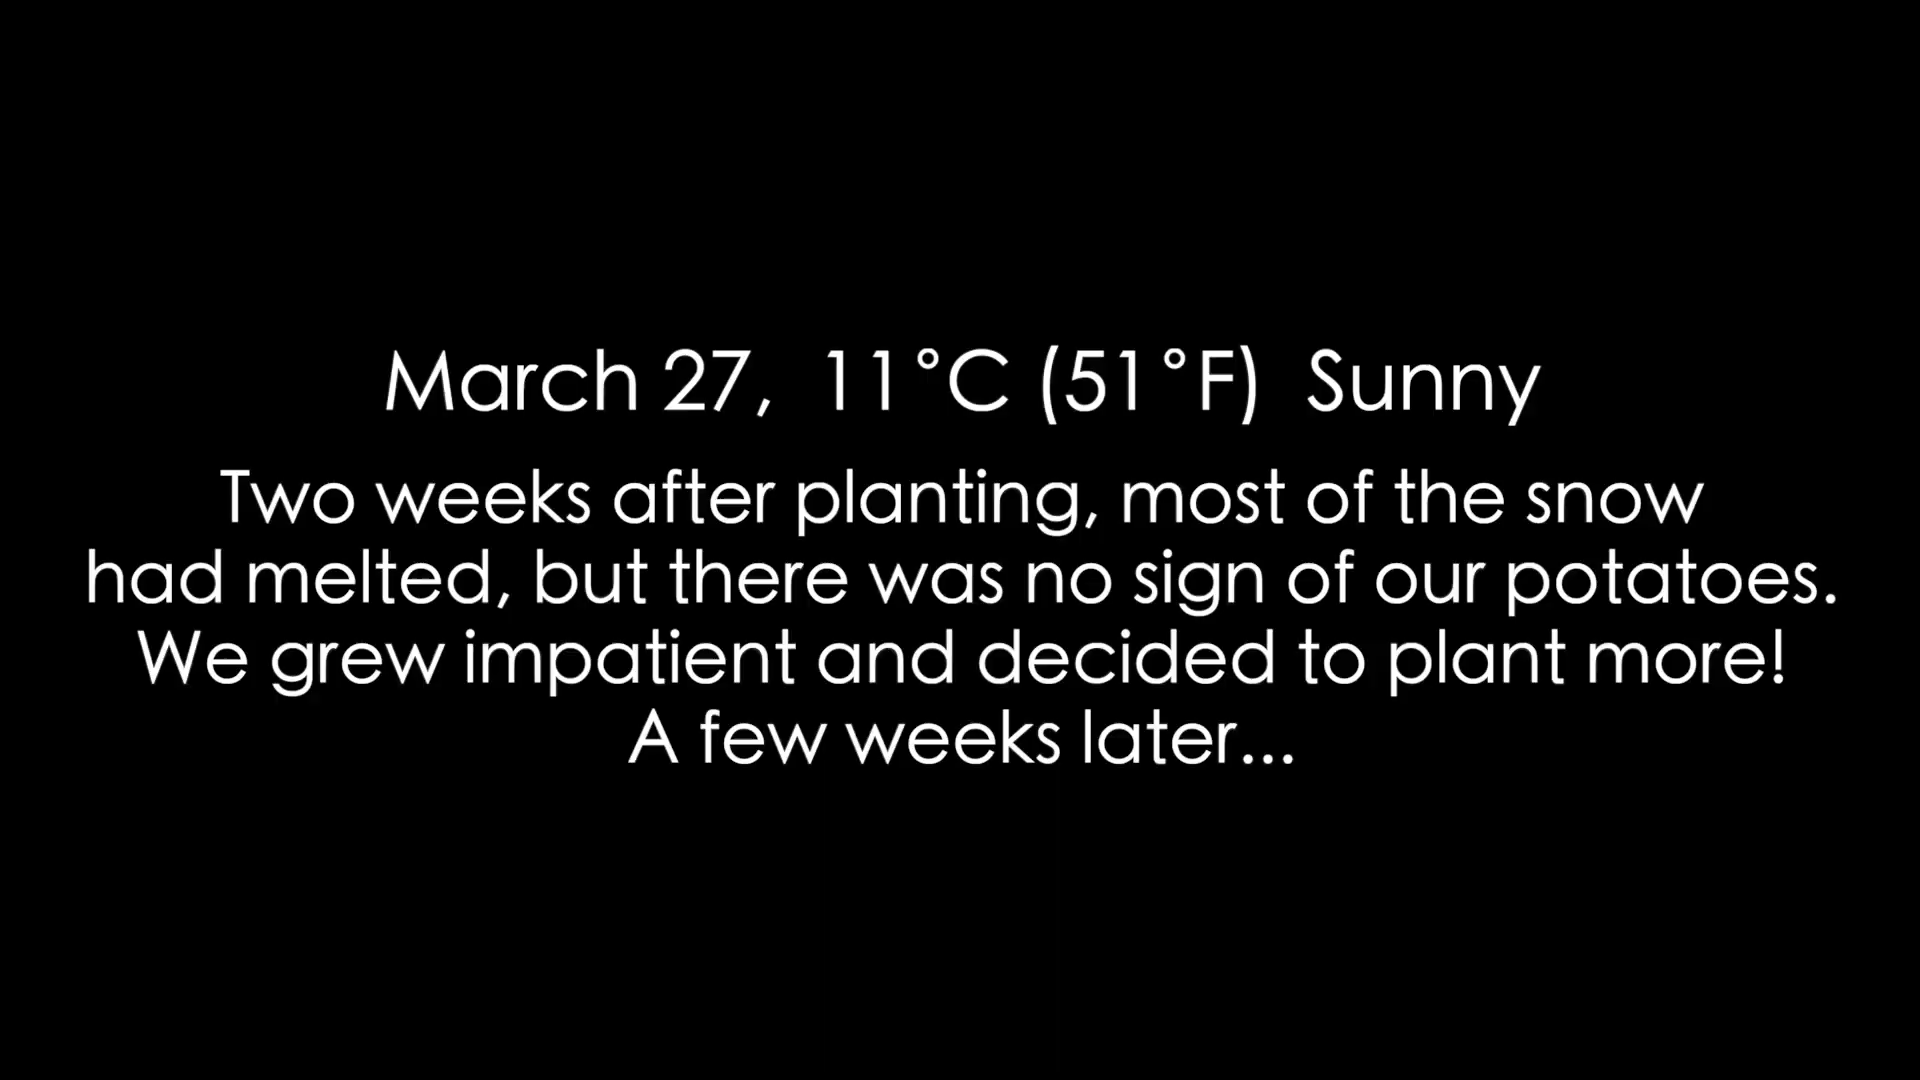 March 27,  11°C (51°F)  Sunny
Two weeks after planting, most of the snow
had melted, but there was no sign of our potatoes.
We grew impatient and decided to plant more!
A few weeks later...